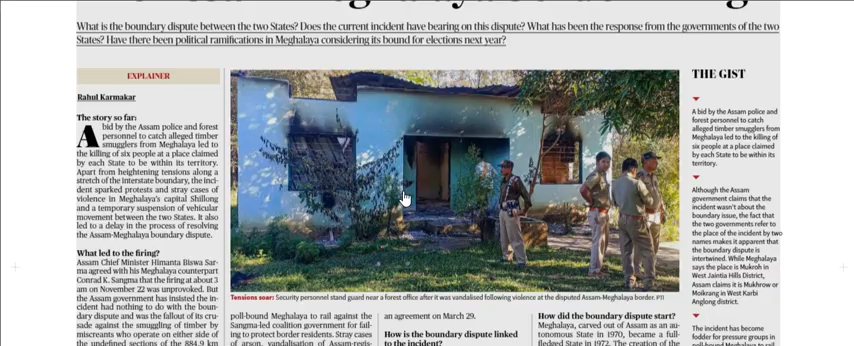 What is the boundary dispute between the two States? Does the current incident have bearing on this dispute? What has been the response from the governments of the two
States? Have there been political ramifications in Meghalaya considering its bound for elections next year?
EXPLAINER
Rahul Karmakar
The story so far:
A bid by the Assam police and forest
personnel to catch alleged timber
smugglers from Meghalaya led to
the killing of six people at a place claimed
by each State to be within its territory.
Apart from heightening tensions along a
stretch of the interstate boundary, the inci-
dent sparked protests and stray cases of
violence in Meghalaya's capital Shillong
and a temporary suspension of vehicular
movement between the two States. It also
led to a delay in the process of resolving
the Assam-Meghalaya boundary dispute.
What led to the firing?
Assam Chief Minister Himanta Biswa Sar-
ma agreed with his Meghalaya counterpart
Conrad K. Sangma that the firing at about 3
am on November 22 was unprovoked. But
the Assam government has insisted the in-
cident had nothing to do with the boun-
dary dispute and was the fallout of its cru-
sade against the smuggling of timber by
miscreants who operate on either side of
the undefined sections of the 884.9 km
Tensions soar: Security personnel stand guard near a forest office after it was vandalised following violence at the disputed Assam-Meghalaya border. PTI
poll-bound Meghalaya to rail against the
Sangma-led coalition government for fail-
ing to protect border residents. Stray cases
of arson, vandalisation of Assam-regis-
an agreement on March 29.
How is the boundary dispute linked
to the incident?
How did the boundary dispute start?
Meghalaya, carved out of Assam as an au-
tonomous State in 1970, became a full-
fledged State in 1972. The creation of the
THE GIST
A bid by the Assam police and
forest personnel to catch
alleged timber smugglers from
Meghalaya led to the killing of
six people at a place claimed
by each State to be within its
territory.
Although the Assam
government claims that the
incident wasn't about the
boundary issue, the fact that
the two governments refer to
the place of the incident by two
names makes it apparent that
the boundary dispute is
intertwined. While Meghalaya
says the place is Mukroh in
West Jaintia Hills District,
Assam claims it is Mukhrow or
Moikrang in West Karbi
Anglong district.
The incident has become
fodder for pressure groups in